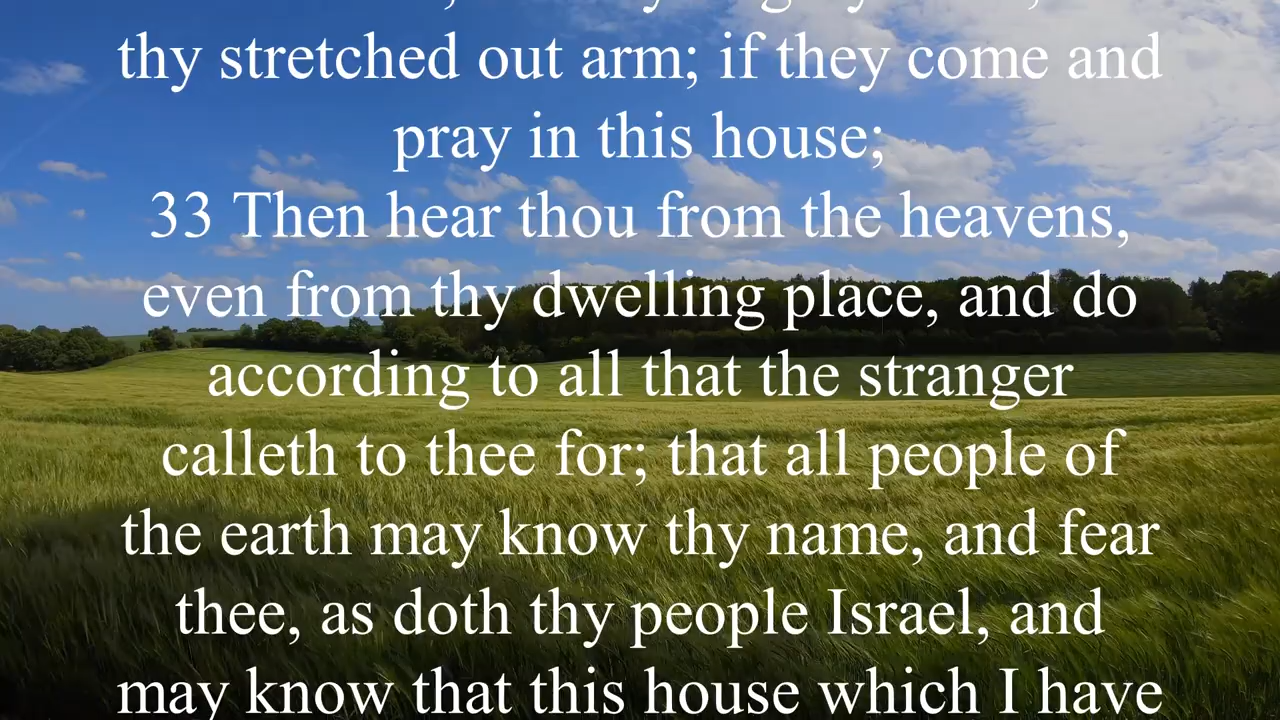 thy stretched out arm; if they come and
pray in this house;
33 Then hear thou from the heavens,
even from thy dwelling place, and do
according to all that the stranger
calleth to thee for; that all people of
the earth may know thy name, and fear
thee, as doth thy people Israel, and
may know that this house which I have